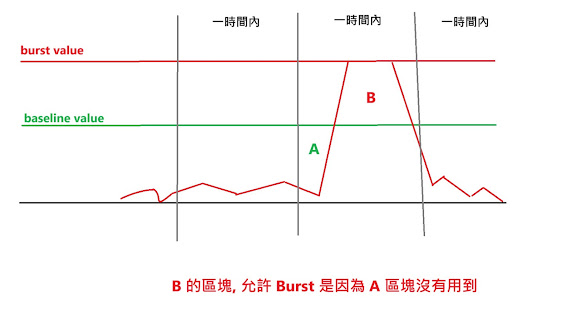 一時間內
一時間內
一時間內
burst value
B
baseline value
A
B 的區塊, 允許 Burst 是因為 A 區塊沒有用到